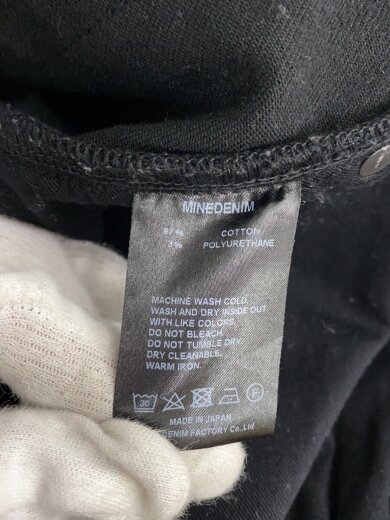 MINEDENIM
97% COTTON
3% POLYURETHANE
MACHINE WASH COLD.
WASH AND DRY INSIDE OUT
WITH LIKE COLORS.
DO NOT BLEACH.
DO NOT TUMBLE DRY.
DRY CLEANABLE.
WARM IRON.
30 F
MADE IN JAPAN
DENIM FACTORY Co.,Ltd